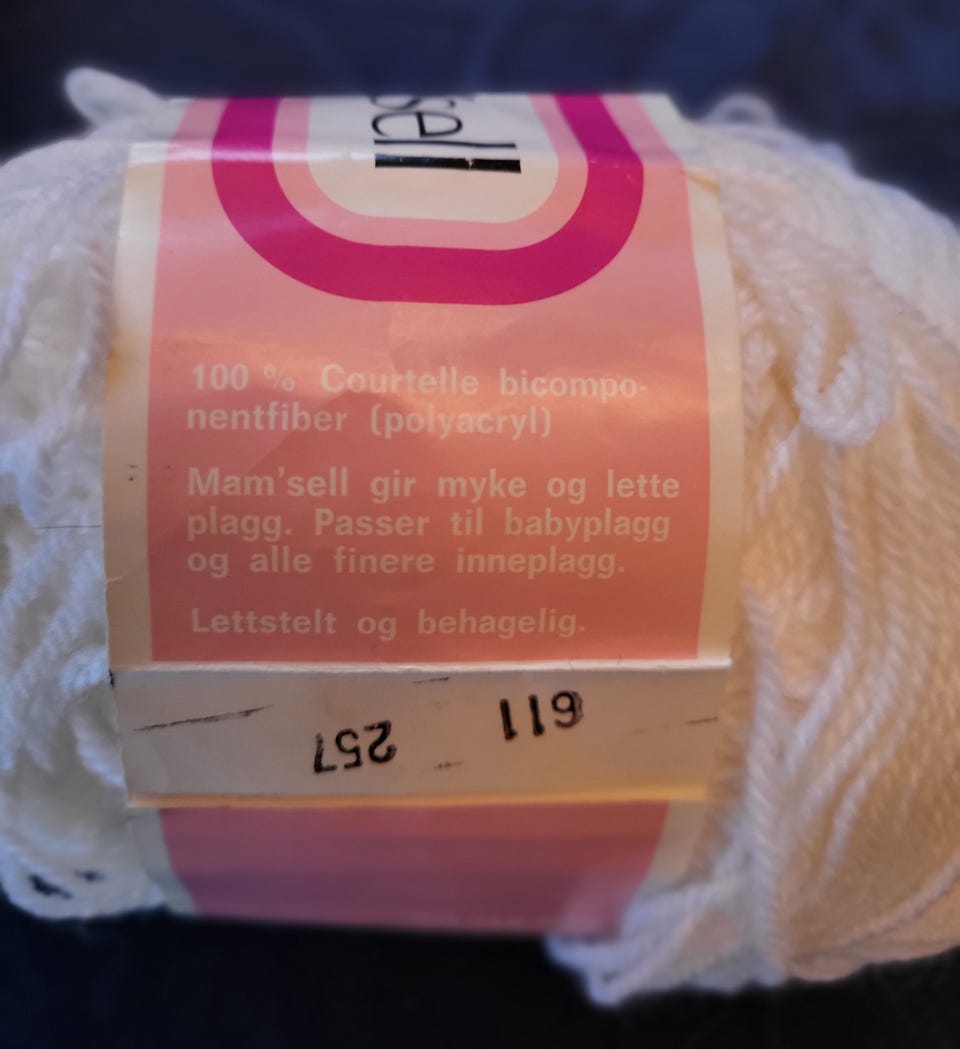 sell
100 % Courtelle bicompo-
nentfiber (polyacryl)
Mam'sell gir myke og lette
plagg. Passer til babyplagg
og alle finere inneplagg.
Lettstelt og behagelig.
611 257